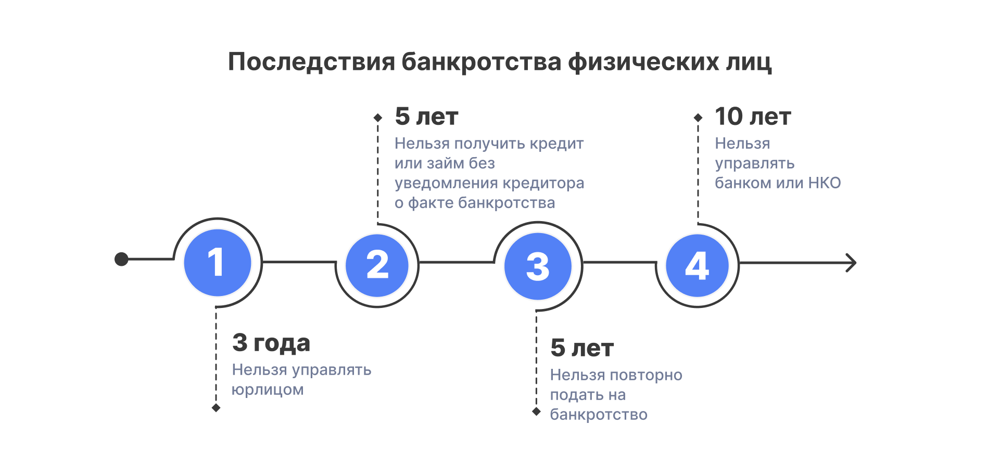 Последствия банкротства физических лиц
1
3 года
Нельзя управлять
юрлицом
2
5 лет
Нельзя получить кредит
или займ без
уведомления кредитора
о факте банкротства
3
5 лет
Нельзя повторно
подать на
банкротство
4
10 лет
Нельзя
управлять
банком или НКО